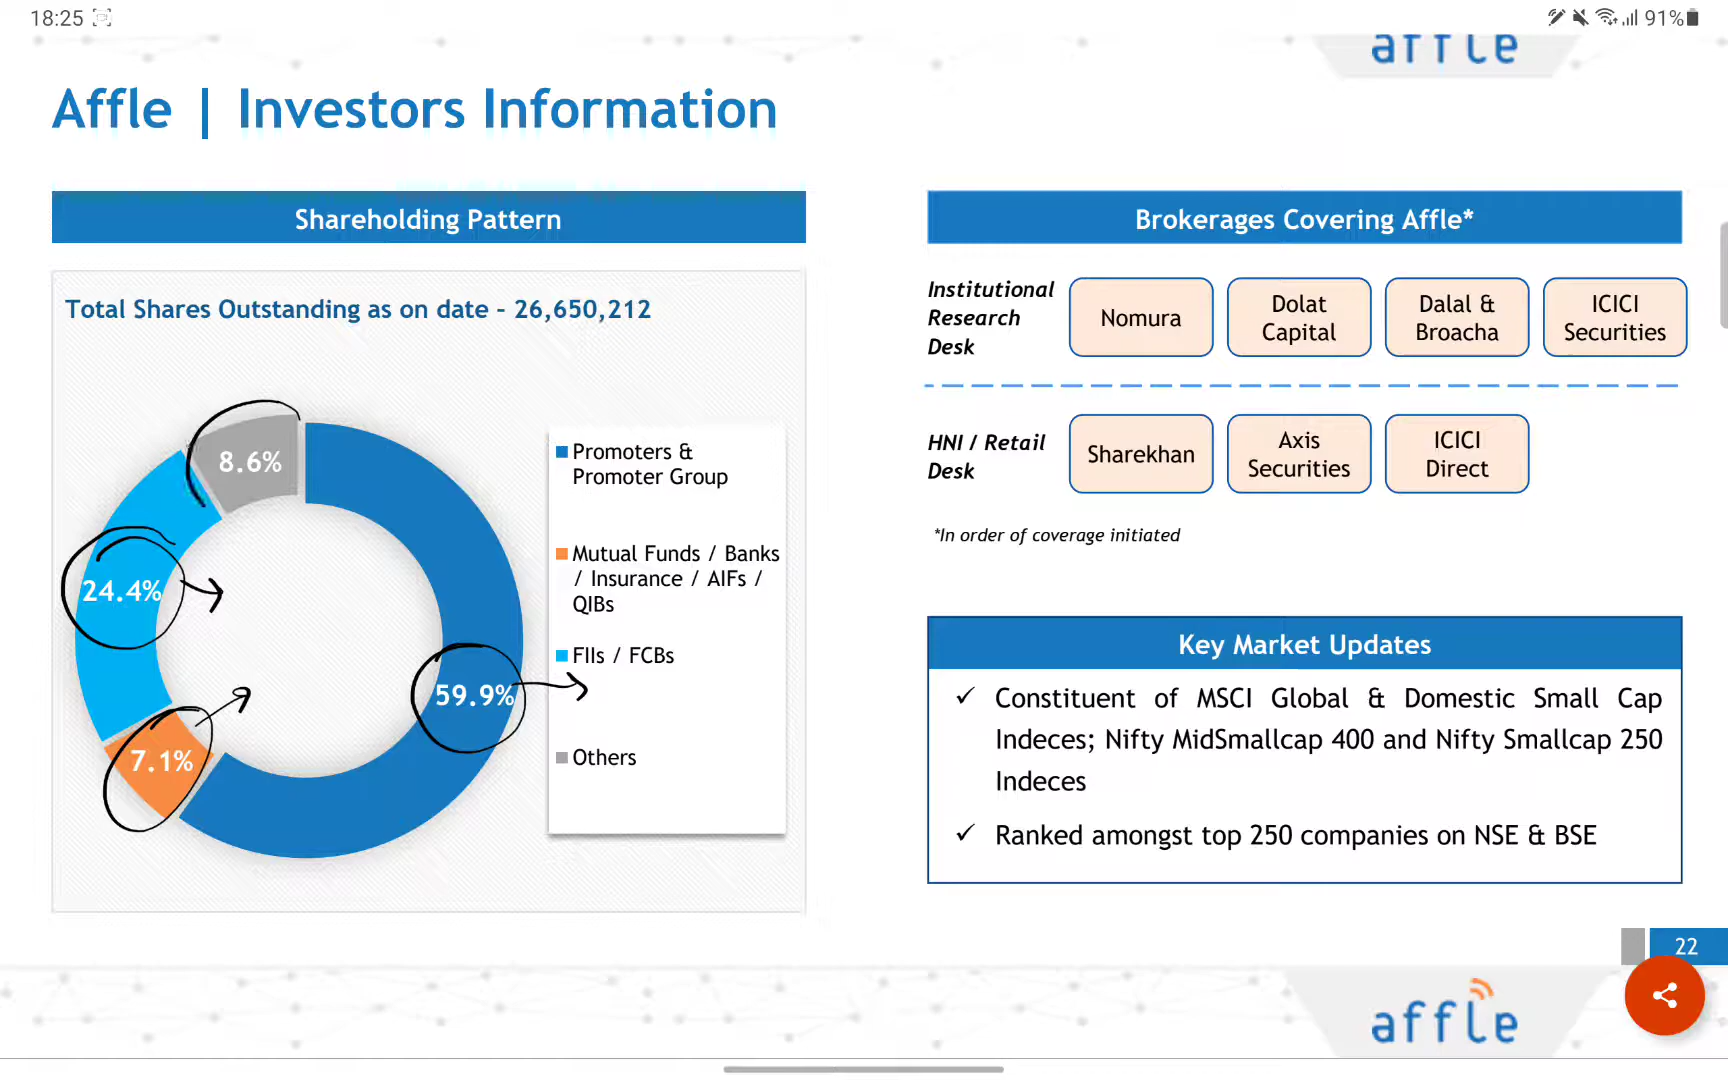 18:25
91%
affle
Affle | Investors Information
Shareholding Pattern
Total Shares Outstanding as on date - 26,650,212
8.6%
24.4%
59.9%
7.1%
Promoters &
Promoter Group
Mutual Funds / Banks
/ Insurance / AIFs /
QIBs
FIIs / FCBs
Others
Brokerages Covering Affle*
Institutional
Research
Desk
Nomura
Dolat
Capital
Dalal &
Broacha
ICICI
Securities
HNI / Retail
Desk
Sharekhan
Axis
Securities
ICICI
Direct
*In order of coverage initiated
Key Market Updates
✓ Constituent of MSCI Global & Domestic Small Cap
Indeces; Nifty MidSmallcap 400 and Nifty Smallcap 250
Indeces
✓ Ranked amongst top 250 companies on NSE & BSE
22
affle